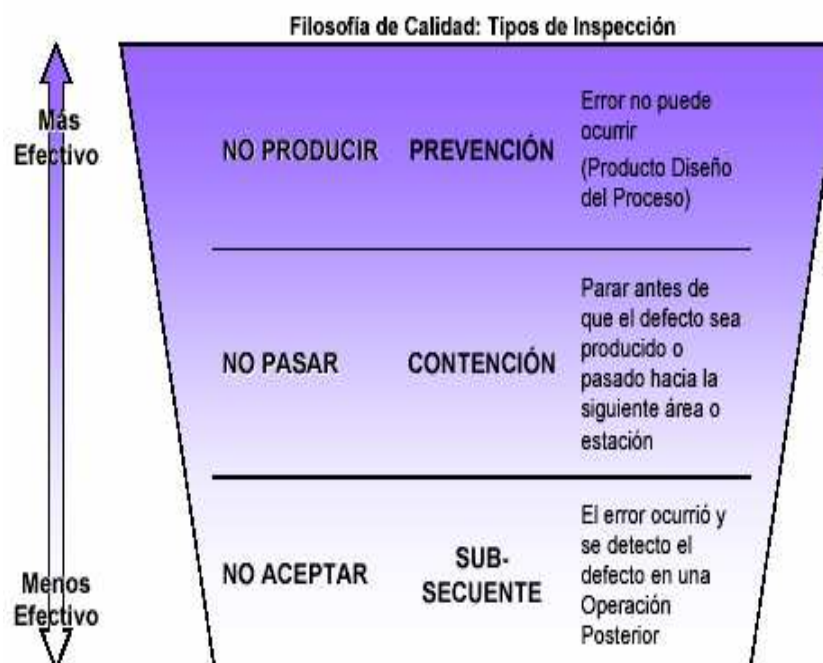 Filosofía de Calidad: Tipos de Inspección
Más
Efectivo
NO PRODUCIR
PREVENCIÓN
Error no puede
ocurrir
(Producto Diseño
del Proceso)
NO PASAR
CONTENCIÓN
Parar antes de
que el defecto sea
producido o
pasado hacia la
siguiente área o
estación
Menos
Efectivo
NO ACEPTAR
SUB-
SECUENTE
El error ocurrió y
se detecto el
defecto en una
Operación
Posterior